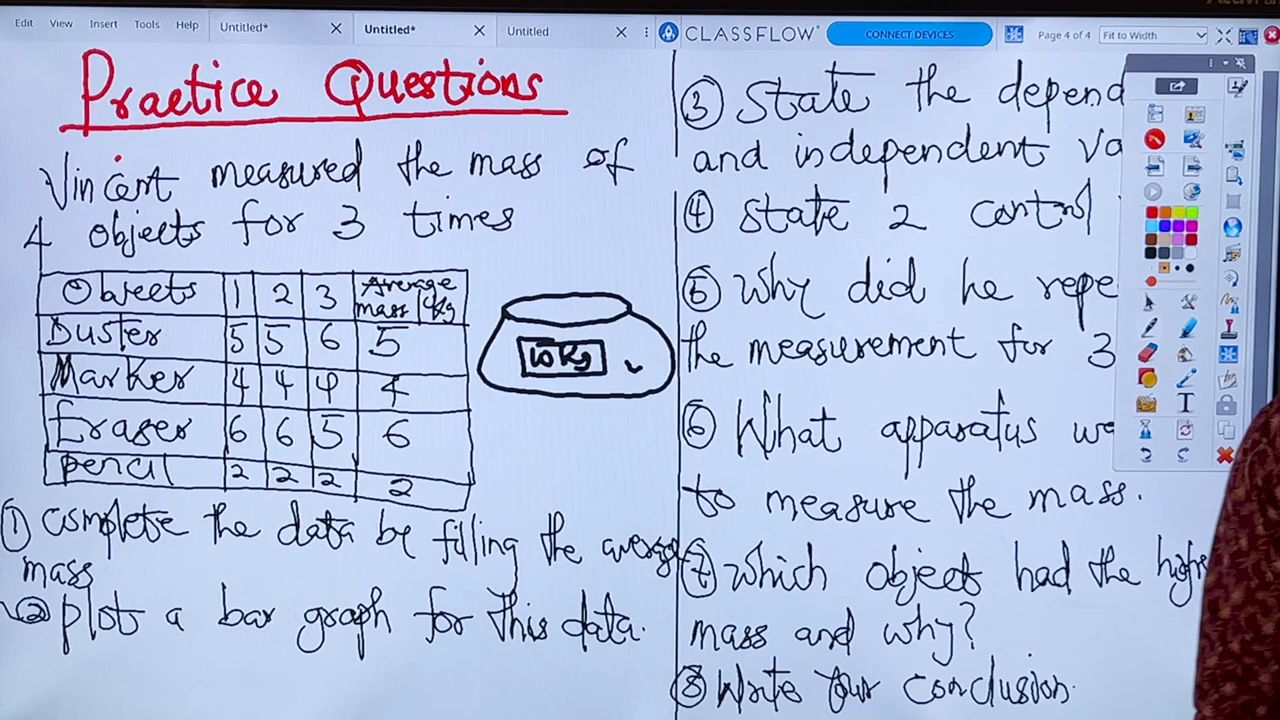 Edit View Insert Tools Help Untitled* Untitled* Untitled CLASSFLOW CONNECT DEVICES Page 4 of 4 Fit to Width
Practice Questions
Vincent measured the mass of
4 objects for 3 times
Objects 1 2 3 Average mass / kg
Duster 5 5 6 5
Marker 4 4 4 4
Eraser 6 6 5 6
Pencil 2 2 2 2
10 kg
① Complete the data be filling the average
mass
② plot a bar graph for this data.
③ State the depend
and independent va
④ State 2 control
⑤ Why did he repe
the measurement for 3
⑥ What apparatus w
to measure the mass.
⑦ which object had the highe
mass and why?
⑧ Write your conclusion.